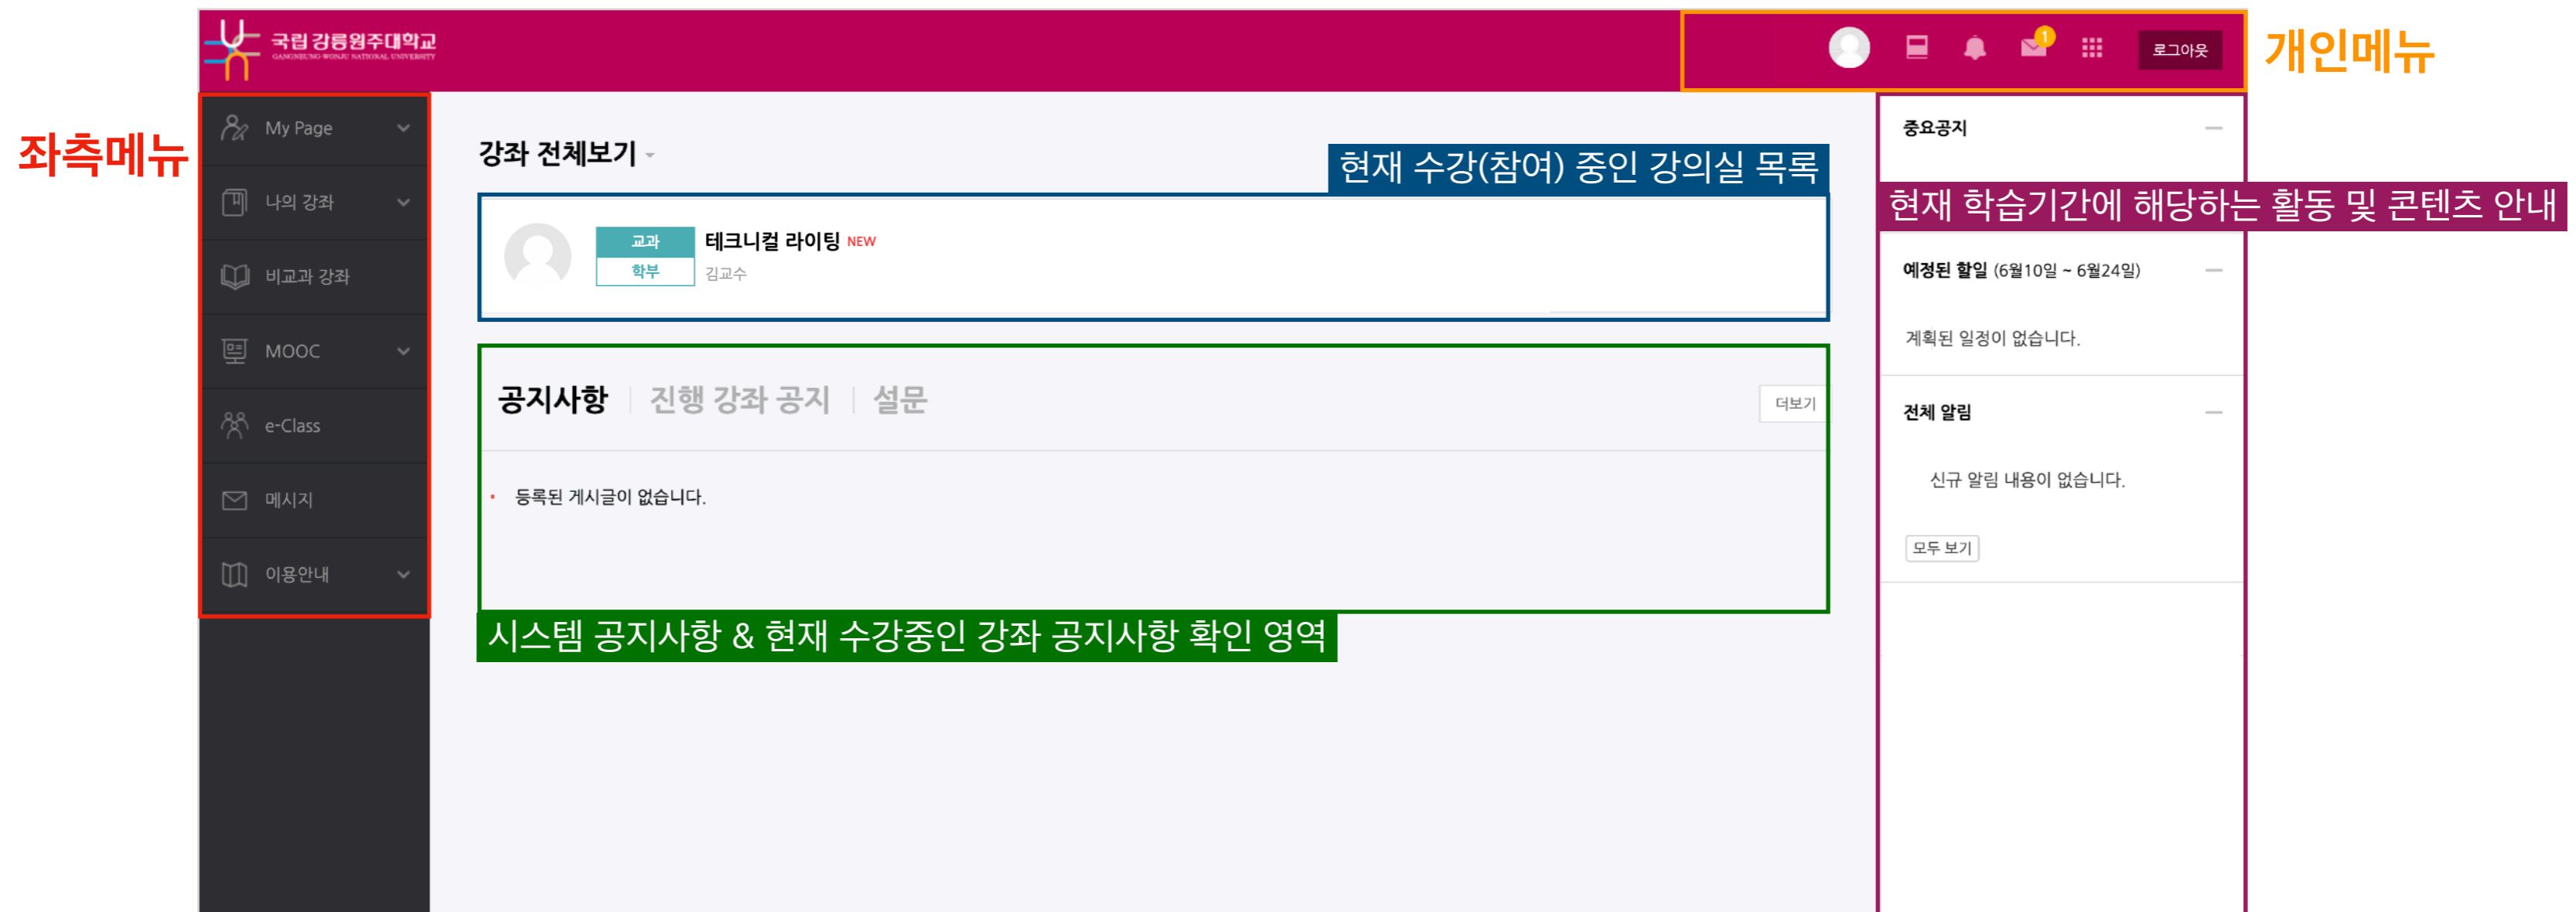 국립 강릉원주대학교
GANGNEUNG-WONJU NATIONAL UNIVERSITY
1
로그아웃
개인메뉴
좌측메뉴
My Page
나의 강좌
비교과 강좌
MOOC
e-Class
메시지
이용안내
강좌 전체보기
현재 수강(참여) 중인 강의실 목록
교과
학부
테크니컬 라이팅 NEW
김교수
공지사항 진행 강좌 공지 설문
더보기
등록된 게시글이 없습니다.
시스템 공지사항 & 현재 수강중인 강좌 공지사항 확인 영역
중요공지
현재 학습기간에 해당하는 활동 및 콘텐츠 안내
예정된 할일 (6월10일 ~ 6월24일)
계획된 일정이 없습니다.
전체 알림
신규 알림 내용이 없습니다.
모두 보기